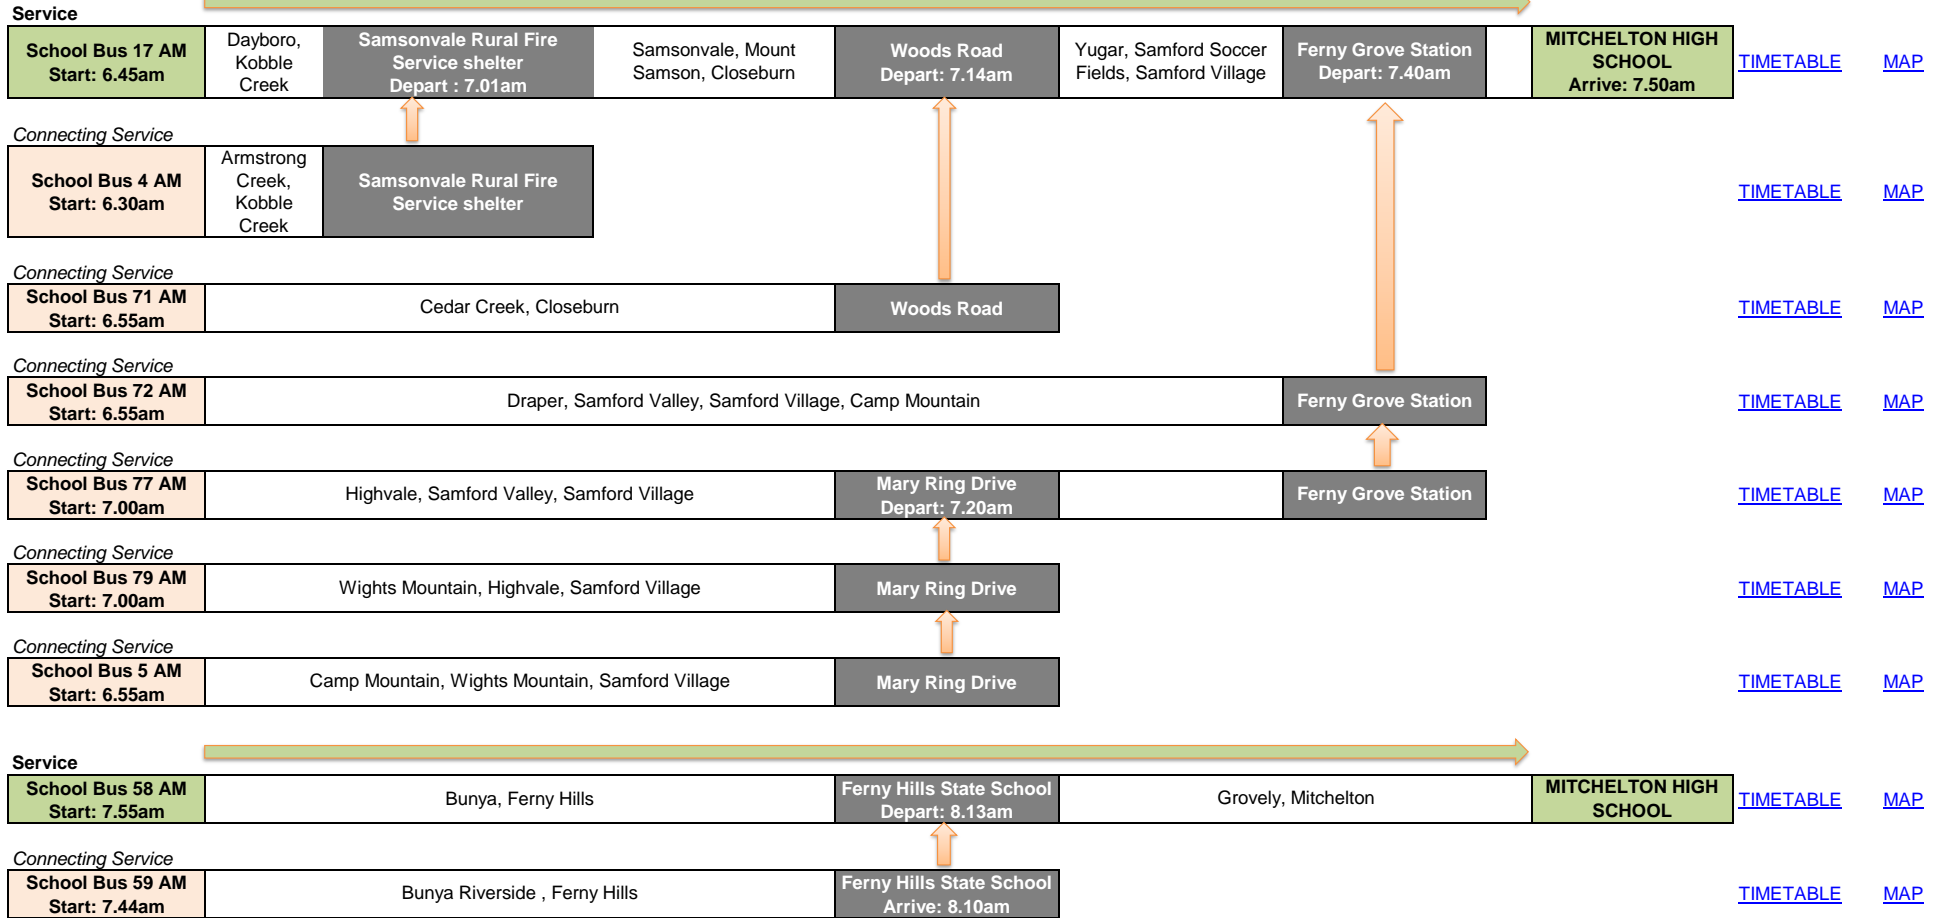 Service
School Bus 17 AM
Start: 6.45am
Dayboro,
Kobble
Creek
Samsonvale Rural Fire
Service shelter
Depart : 7.01am
Samsonvale, Mount
Samson, Closeburn
Woods Road
Depart: 7.14am
Yugar, Samford Soccer
Fields, Samford Village
Ferny Grove Station
Depart: 7.40am
MITCHELTON HIGH
SCHOOL
Arrive: 7.50am
TIMETABLE
MAP
Connecting Service
School Bus 4 AM
Start: 6.30am
Armstrong
Creek,
Kobble
Creek
Samsonvale Rural Fire
Service shelter
TIMETABLE
MAP
Connecting Service
School Bus 71 AM
Start: 6.55am
Cedar Creek, Closeburn
Woods Road
TIMETABLE
MAP
Connecting Service
School Bus 72 AM
Start: 6.55am
Draper, Samford Valley, Samford Village, Camp Mountain
Ferny Grove Station
TIMETABLE
MAP
Connecting Service
School Bus 77 AM
Start: 7.00am
Highvale, Samford Valley, Samford Village
Mary Ring Drive
Depart: 7.20am
Ferny Grove Station
TIMETABLE
MAP
Connecting Service
School Bus 79 AM
Start: 7.00am
Wights Mountain, Highvale, Samford Village
Mary Ring Drive
TIMETABLE
MAP
Connecting Service
School Bus 5 AM
Start: 6.55am
Camp Mountain, Wights Mountain, Samford Village
Mary Ring Drive
TIMETABLE
MAP
Service
School Bus 58 AM
Start: 7.55am
Bunya, Ferny Hills
Ferny Hills State School
Depart: 8.13am
Grovely, Mitchelton
MITCHELTON HIGH
SCHOOL
TIMETABLE
MAP
Connecting Service
School Bus 59 AM
Start: 7.44am
Bunya Riverside , Ferny Hills
Ferny Hills State School
Arrive: 8.10am
TIMETABLE
MAP